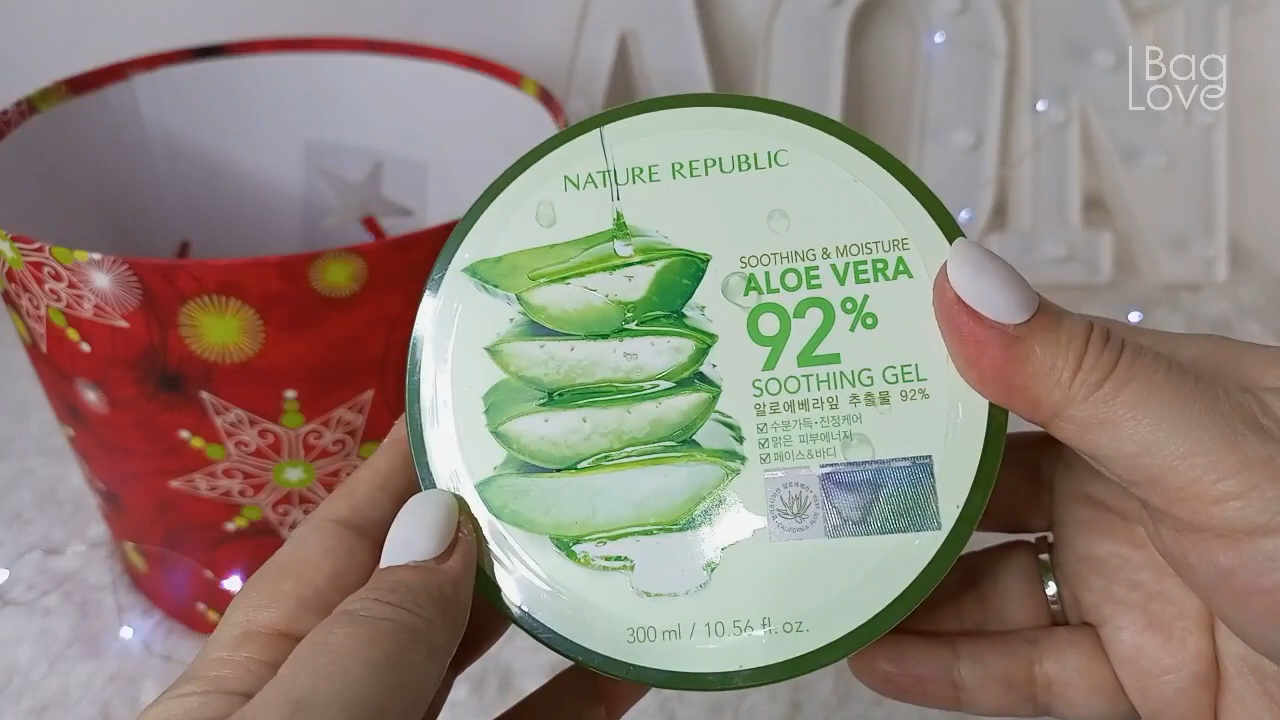 Bag
Love
AON
NATURE REPUBLIC
SOOTHING & MOISTURE
ALOE VERA
92%
SOOTHING GEL
알로에베라잎 추출물 92%
수분가득·진정케어
맑은 피부에너지
페이스&바디
CALIFORNIA
300 ml / 10.56 fl. oz.